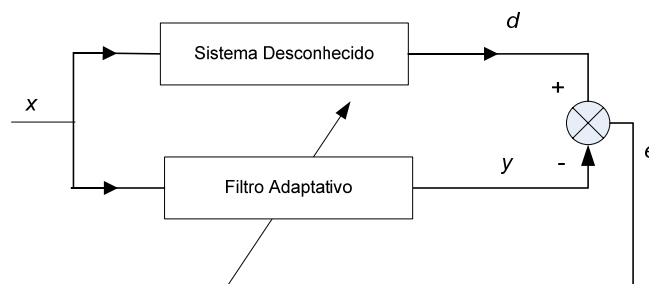 d
Sistema Desconhecido
+
x
e
Filtro Adaptativo
y
-